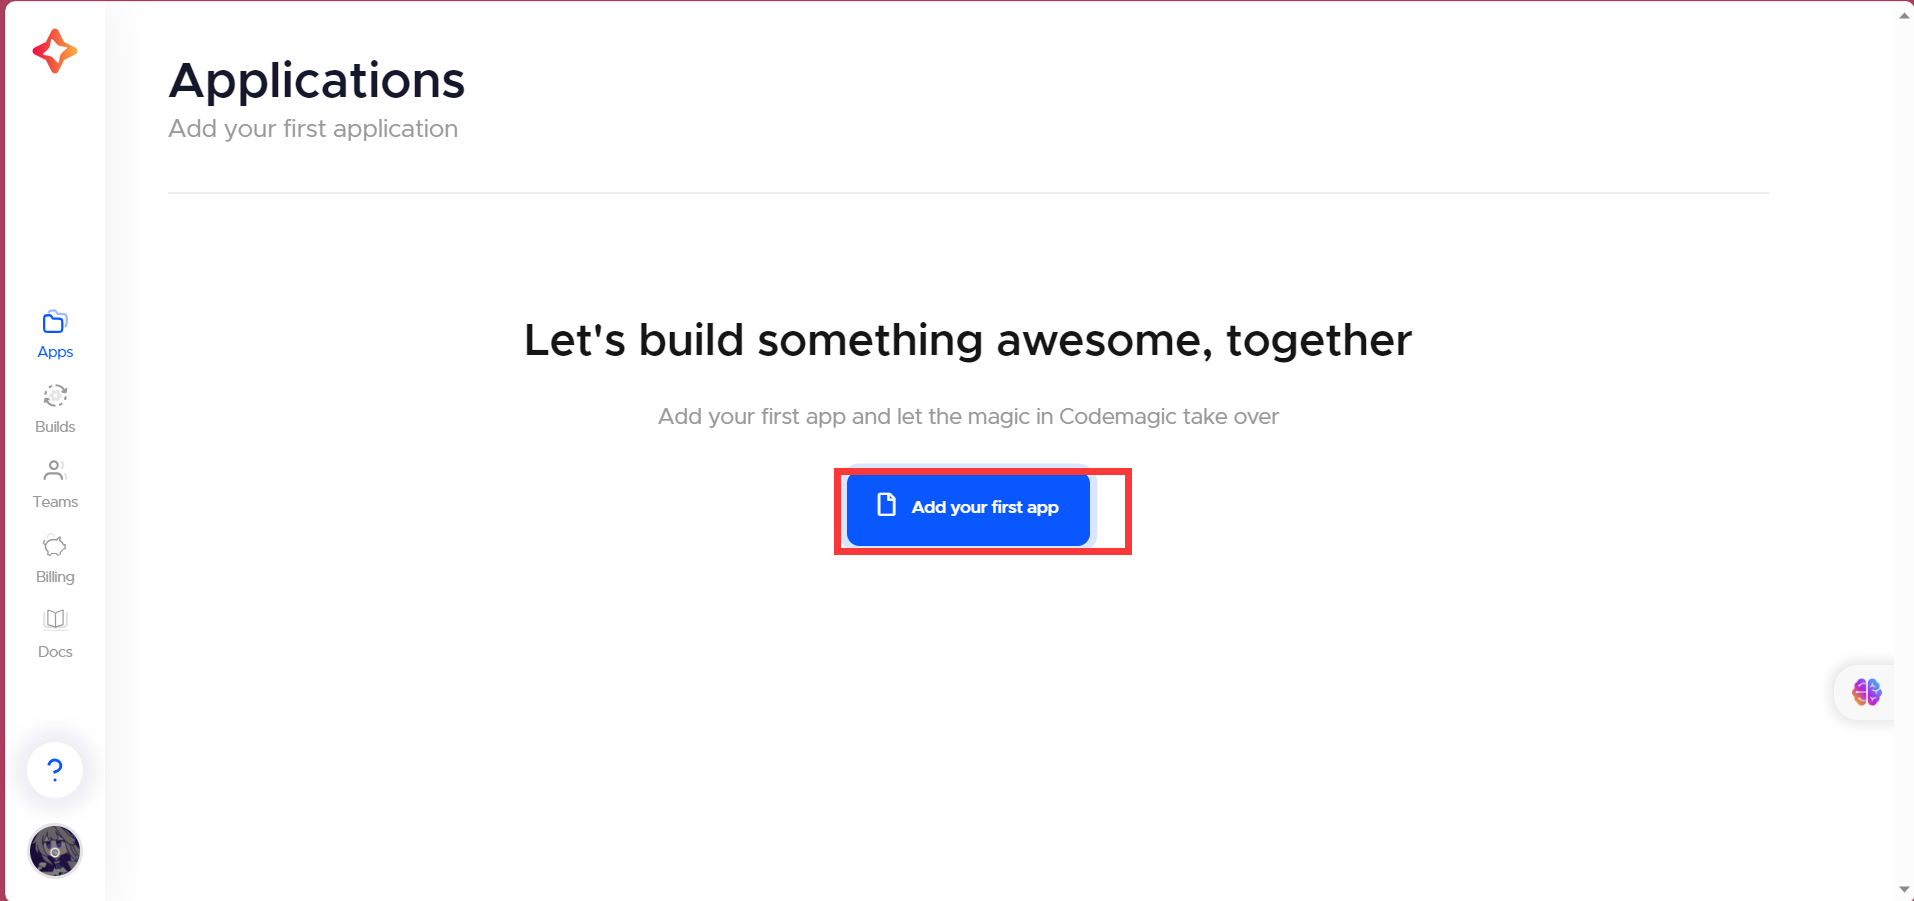 Applications
Add your first application
Apps
Builds
Teams
Billing
Docs
?
Let's build something awesome, together
Add your first app and let the magic in Codemagic take over
Add your first app